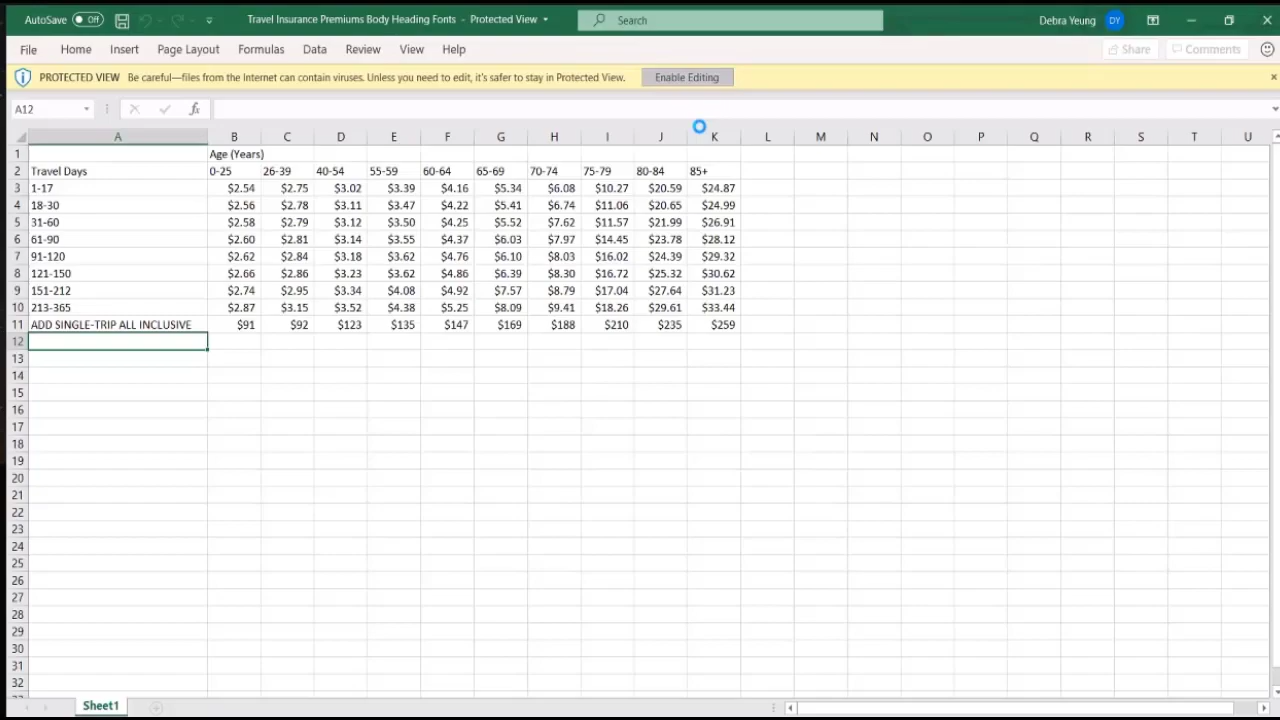 AutoSave Off Travel Insurance Premiums Body Heading Fonts - Protected View Search Debra Yeung DY
File Home Insert Page Layout Formulas Data Review View Help Share Comments
PROTECTED VIEW Be careful—files from the Internet can contain viruses. Unless you need to edit, it's safer to stay in Protected View. Enable Editing
A12 fx
A B C D E F G H I J K L M N O P Q R S T U
1 Age (Years)
2 Travel Days 0-25 26-39 40-54 55-59 60-64 65-69 70-74 75-79 80-84 85+
3 1-17 $2.54 $2.75 $3.02 $3.39 $4.16 $5.34 $6.08 $10.27 $20.59 $24.87
4 18-30 $2.56 $2.78 $3.11 $3.47 $4.22 $5.41 $6.74 $11.06 $20.65 $24.99
5 31-60 $2.58 $2.79 $3.12 $3.50 $4.25 $5.52 $7.62 $11.57 $21.99 $26.91
6 61-90 $2.60 $2.81 $3.14 $3.55 $4.37 $6.03 $7.97 $14.45 $23.78 $28.12
7 91-120 $2.62 $2.84 $3.18 $3.62 $4.76 $6.10 $8.03 $16.02 $24.39 $29.32
8 121-150 $2.66 $2.86 $3.23 $3.62 $4.86 $6.39 $8.30 $16.72 $25.32 $30.62
9 151-212 $2.74 $2.95 $3.34 $4.08 $4.92 $7.57 $8.79 $17.04 $27.64 $31.23
10 213-365 $2.87 $3.15 $3.52 $4.38 $5.25 $8.09 $9.41 $18.26 $29.61 $33.44
11 ADD SINGLE-TRIP ALL INCLUSIVE $91 $92 $123 $135 $147 $169 $188 $210 $235 $259
12
13
14
15
16
17
18
19
20
21
22
23
24
25
26
27
28
29
30
31
32
Sheet1